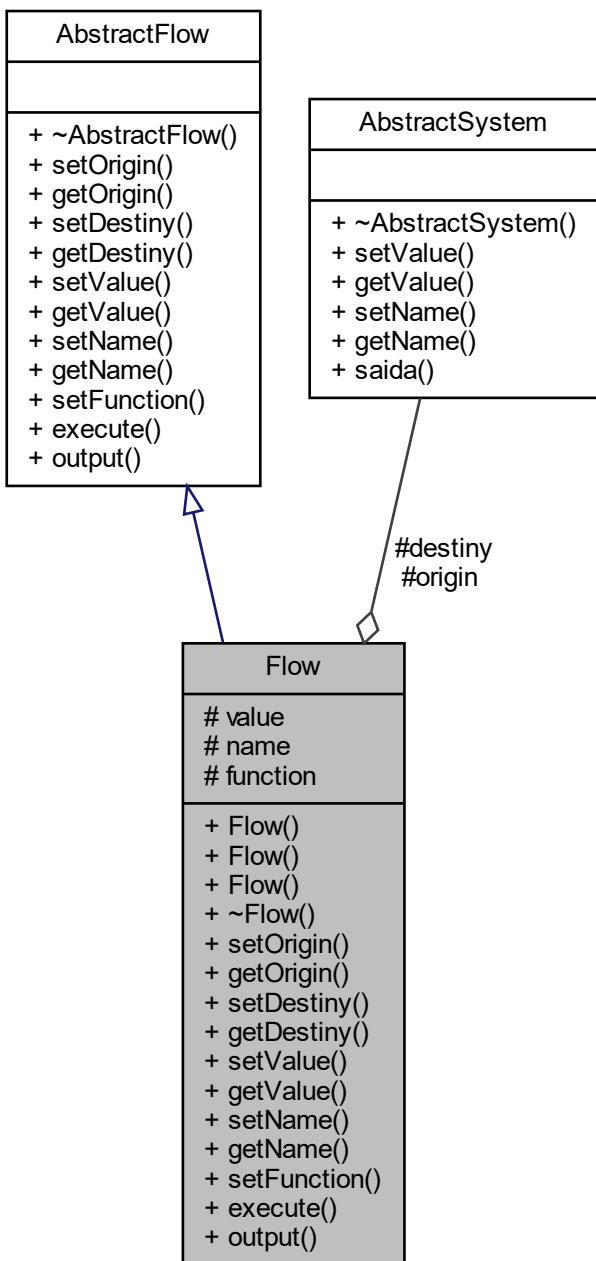 AbstractFlow
+ ~AbstractFlow()
+ setOrigin()
+ getOrigin()
+ setDestiny()
+ getDestiny()
+ setValue()
+ getValue()
+ setName()
+ getName()
+ setFunction()
+ execute()
+ output()
AbstractSystem
+ ~AbstractSystem()
+ setValue()
+ getValue()
+ setName()
+ getName()
+ saida()
#destiny
#origin
Flow
# value
# name
# function
+ Flow()
+ Flow()
+ Flow()
+ ~Flow()
+ setOrigin()
+ getOrigin()
+ setDestiny()
+ getDestiny()
+ setValue()
+ getValue()
+ setName()
+ getName()
+ setFunction()
+ execute()
+ output()